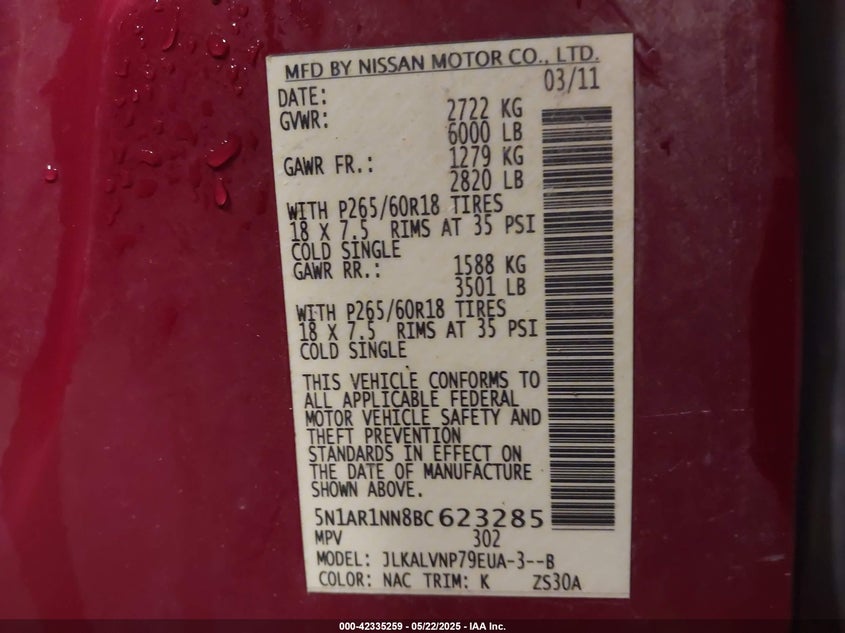 MFD BY NISSAN MOTOR CO., LTD.
DATE: 03/11
GVWR: 2722 KG
6000 LB
GAWR FR.: 1279 KG
2820 LB
WITH P265/60R18 TIRES
18 X 7.5 RIMS AT 35 PSI
COLD SINGLE
GAWR RR.: 1588 KG
3501 LB
WITH P265/60R18 TIRES
18 X 7.5 RIMS AT 35 PSI
COLD SINGLE
THIS VEHICLE CONFORMS TO
ALL APPLICABLE FEDERAL
MOTOR VEHICLE SAFETY AND
THEFT PREVENTION
STANDARDS IN EFFECT ON
THE DATE OF MANUFACTURE
SHOWN ABOVE.
5N1AR1NN8BC623285
MPV 302
MODEL: JLKALVNP79EUA-3--B
COLOR: NAC TRIM: K ZS30A
000-42335259 - 05/22/2025 - IAA Inc.